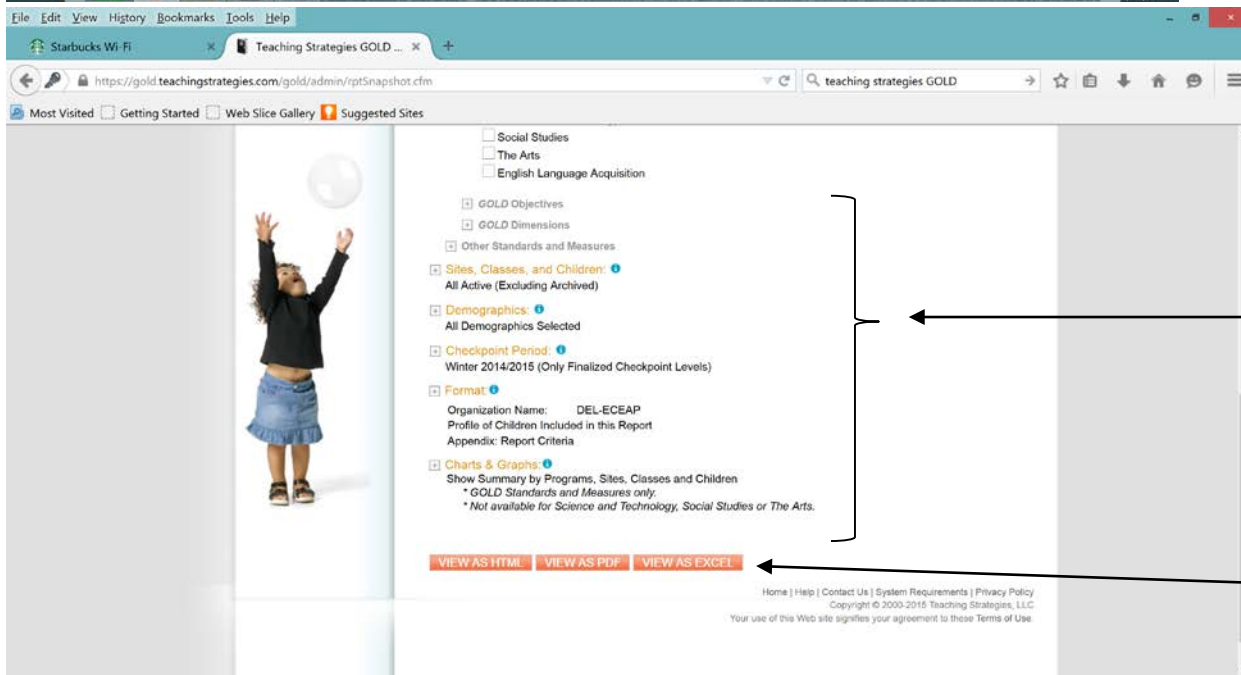 File Edit View History Bookmarks Tools Help
Starbucks Wi-Fi × Teaching Strategies GOLD ... × +
https://gold.teachingstrategies.com/gold/admin/rptSnapshot.cfm teaching strategies GOLD
Most Visited Getting Started Web Slice Gallery Suggested Sites
Social Studies
The Arts
English Language Acquisition
GOLD Objectives
GOLD Dimensions
Other Standards and Measures
Sites, Classes, and Children:
All Active (Excluding Archived)
Demographics:
All Demographics Selected
Checkpoint Period:
Winter 2014/2015 (Only Finalized Checkpoint Levels)
Format:
Organization Name: DEL-ECEAP
Profile of Children Included in this Report
Appendix: Report Criteria
Charts & Graphs:
Show Summary by Programs, Sites, Classes and Children
* GOLD Standards and Measures only.
* Not available for Science and Technology, Social Studies or The Arts.
VIEW AS HTML VIEW AS PDF VIEW AS EXCEL
Home | Help | Contact Us | System Requirements | Privacy Policy
Copyright © 2000-2015 Teaching Strategies, LLC
Your use of this Web site signifies your agreement to these Terms of Use.